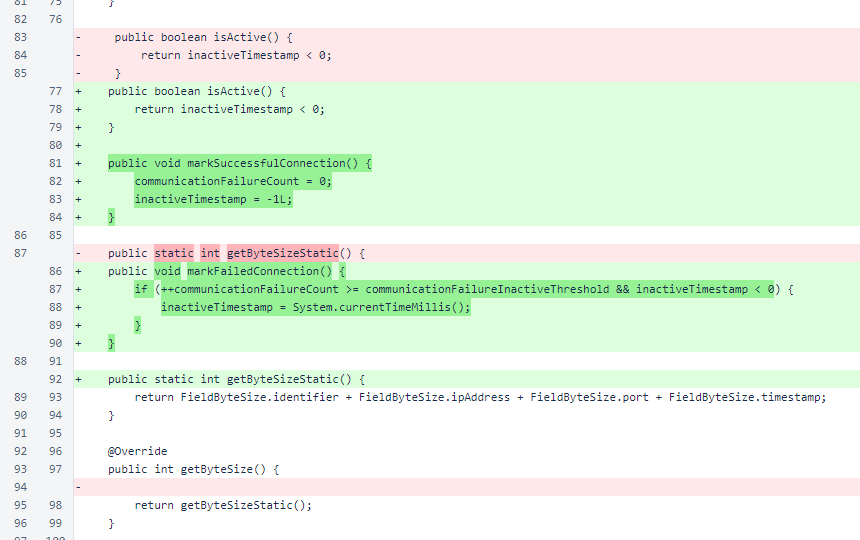 81 75 }
82 76
83 - public boolean isActive() {
84 - return inactiveTimestamp < 0;
85 - }
77 + public boolean isActive() {
78 + return inactiveTimestamp < 0;
79 + }
80 +
81 + public void markSuccessfulConnection() {
82 + communicationFailureCount = 0;
83 + inactiveTimestamp = -1L;
84 + }
86 85
87 - public static int getByteSizeStatic() {
86 + public void markFailedConnection() {
87 + if (++communicationFailureCount >= communicationFailureInactiveThreshold && inactiveTimestamp < 0) {
88 + inactiveTimestamp = System.currentTimeMillis();
89 + }
90 + }
88 91
92 + public static int getByteSizeStatic() {
89 93 return FieldByteSize.identifier + FieldByteSize.ipAddress + FieldByteSize.port + FieldByteSize.timestamp;
90 94 }
91 95
92 96 @Override
93 97 public int getByteSize() {
94 -
95 98 return getByteSizeStatic();
96 99 }
97 100